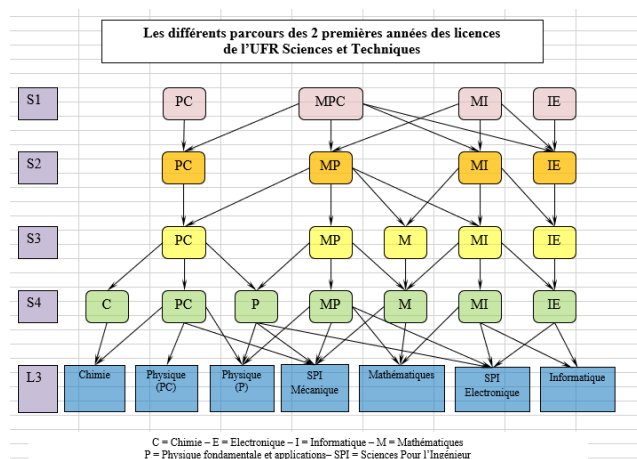 Les différents parcours des 2 premières années des licences
de l'UFR Sciences et Techniques
S1 PC MPC MI IE
S2 PC MP MI IE
S3 PC MP M MI IE
S4 C PC P MP M MI IE
L3 Chimie Physique (PC) Physique (P) SPI Mécanique Mathématiques SPI Electronique Informatique
C = Chimie – E = Electronique – I = Informatique – M = Mathématiques
P = Physique fondamentale et applications– SPI = Sciences Pour l'Ingénieur